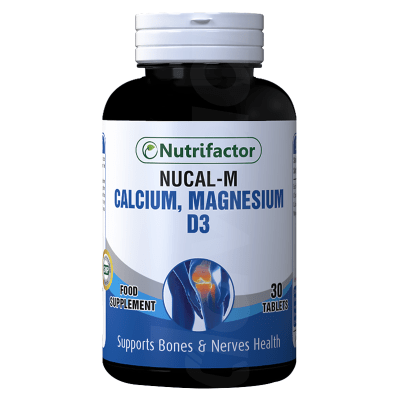 Nutrifactor
NUCAL-M
CALCIUM, MAGNESIUM
D3
FOOD
SUPPLEMENT
30
TABLETS
Supports Bones & Nerves Health